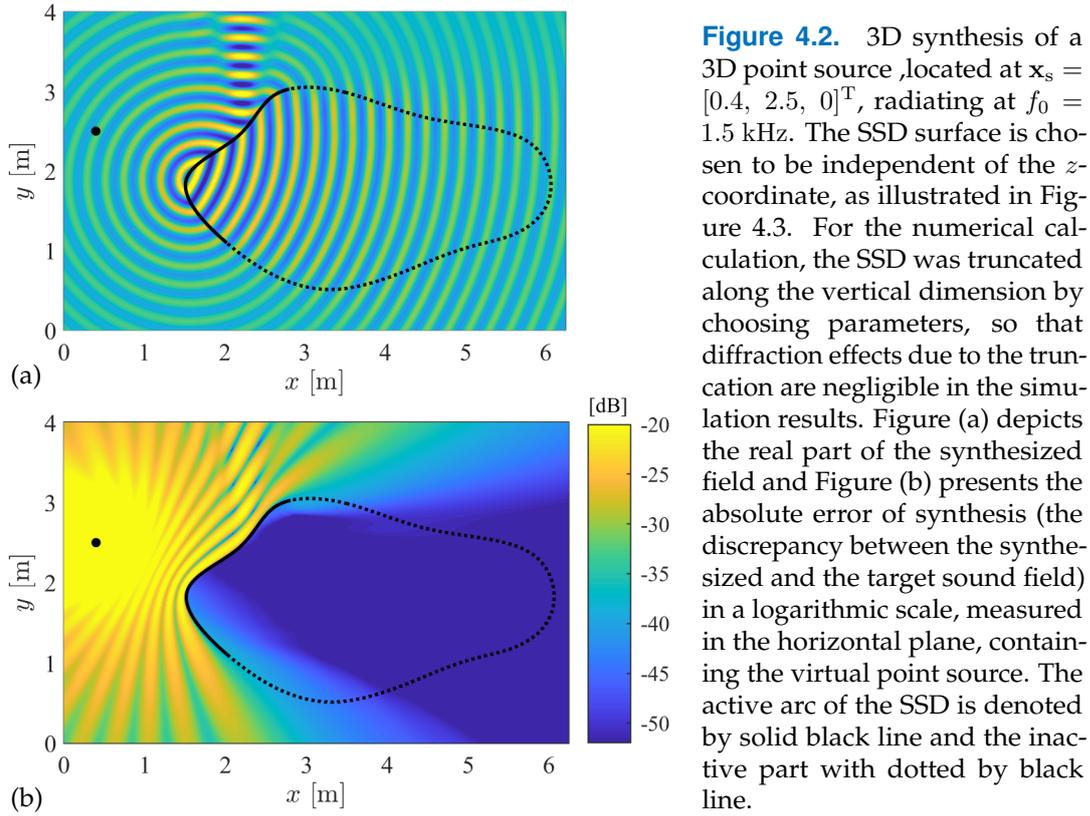 4
3
2
1
0
y [m]
0 1 2 3 4 5 6
x [m]
(a)
4
3
2
1
0
y [m]
0 1 2 3 4 5 6
x [m]
(b)
[dB]
-20
-25
-30
-35
-40
-45
-50
Figure 4.2. 3D synthesis of a
3D point source ,located at xs =
[0.4, 2.5, 0]T, radiating at f0 =
1.5 kHz. The SSD surface is cho-
sen to be independent of the z-
coordinate, as illustrated in Fig-
ure 4.3. For the numerical cal-
culation, the SSD was truncated
along the vertical dimension by
choosing parameters, so that
diffraction effects due to the trun-
cation are negligible in the simu-
lation results. Figure (a) depicts
the real part of the synthesized
field and Figure (b) presents the
absolute error of synthesis (the
discrepancy between the synthe-
sized and the target sound field)
in a logarithmic scale, measured
in the horizontal plane, contain-
ing the virtual point source. The
active arc of the SSD is denoted
by solid black line and the inac-
tive part with dotted by black
line.